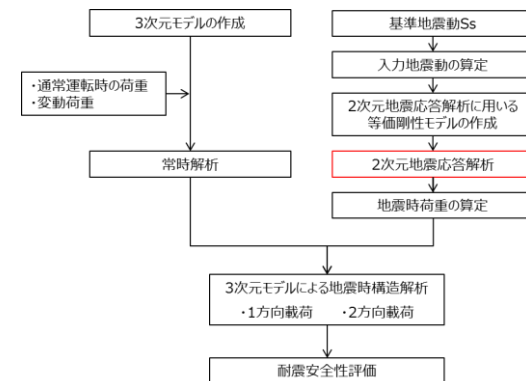 3次元モデルの作成
・通常運転時の荷重
・変動荷重
常時解析
基準地震動Ss
入力地震動の算定
2次元地震応答解析に用いる
等価剛性モデルの作成
2次元地震応答解析
地震時荷重の算定
3次元モデルによる地震時構造解析
・1方向載荷　・2方向載荷
耐震安全性評価